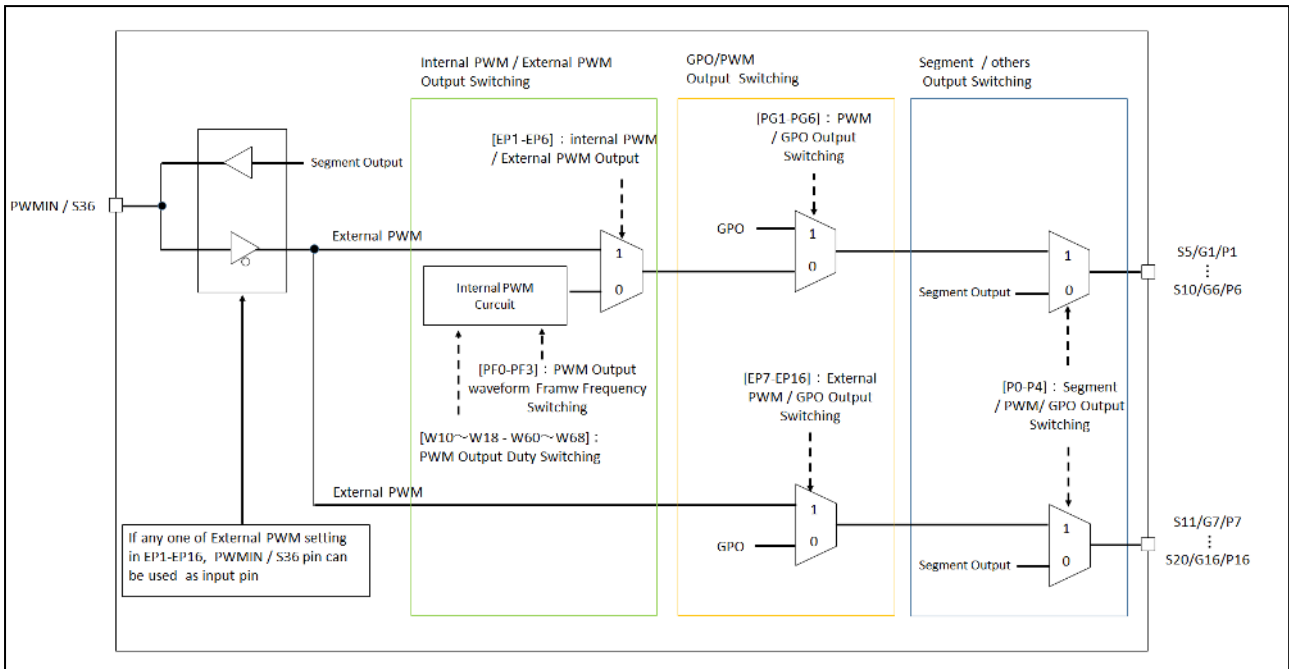 Internal PWM / External PWM
Output Switching
GPO/PWM
Output Switching
Segment / others
Output Switching
[EP1-EP6] : internal PWM
/ External PWM Output
[PG1-PG6] : PWM
/ GPO Output
Switching
Segment Output
PWMIN / S36
External PWM
GPO
1
0
1
0
1
0
Internal PWM
Curcuit
Segment Output
S5/G1/P1
⋮
S10/G6/P6
[PF0-PF3] : PWM Output
waveform Framw Frequency
Switching
[EP7-EP16] : External
PWM / GPO Output
Switching
[P0-P4] : Segment
/ PWM/ GPO Output
Switching
[W10～W18 - W60～W68] :
PWM Output Duty Switching
External PWM
1
0
GPO
1
0
Segment Output
S11/G7/P7
⋮
S20/G16/P16
If any one of External PWM setting
in EP1-EP16, PWMIN / S36 pin can
be used as input pin